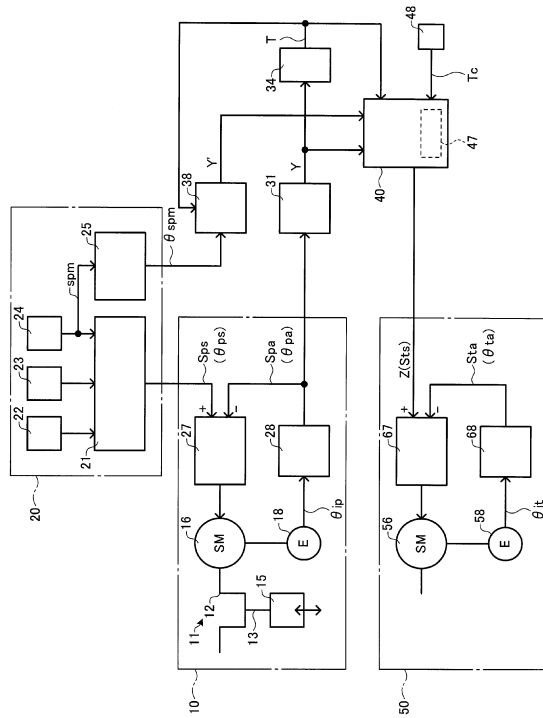 20
22
23
24
25
21
spm
θspm
38
Y'
34
T
48
Tc
47
40
31
Y
10
11
12
13
15
16
SM
18
E
θip
27
28
+
−
Sps
(θps)
Spa
(θpa)
50
56
SM
58
E
θit
67
68
+
−
Z(Sts)
Sta
(θta)